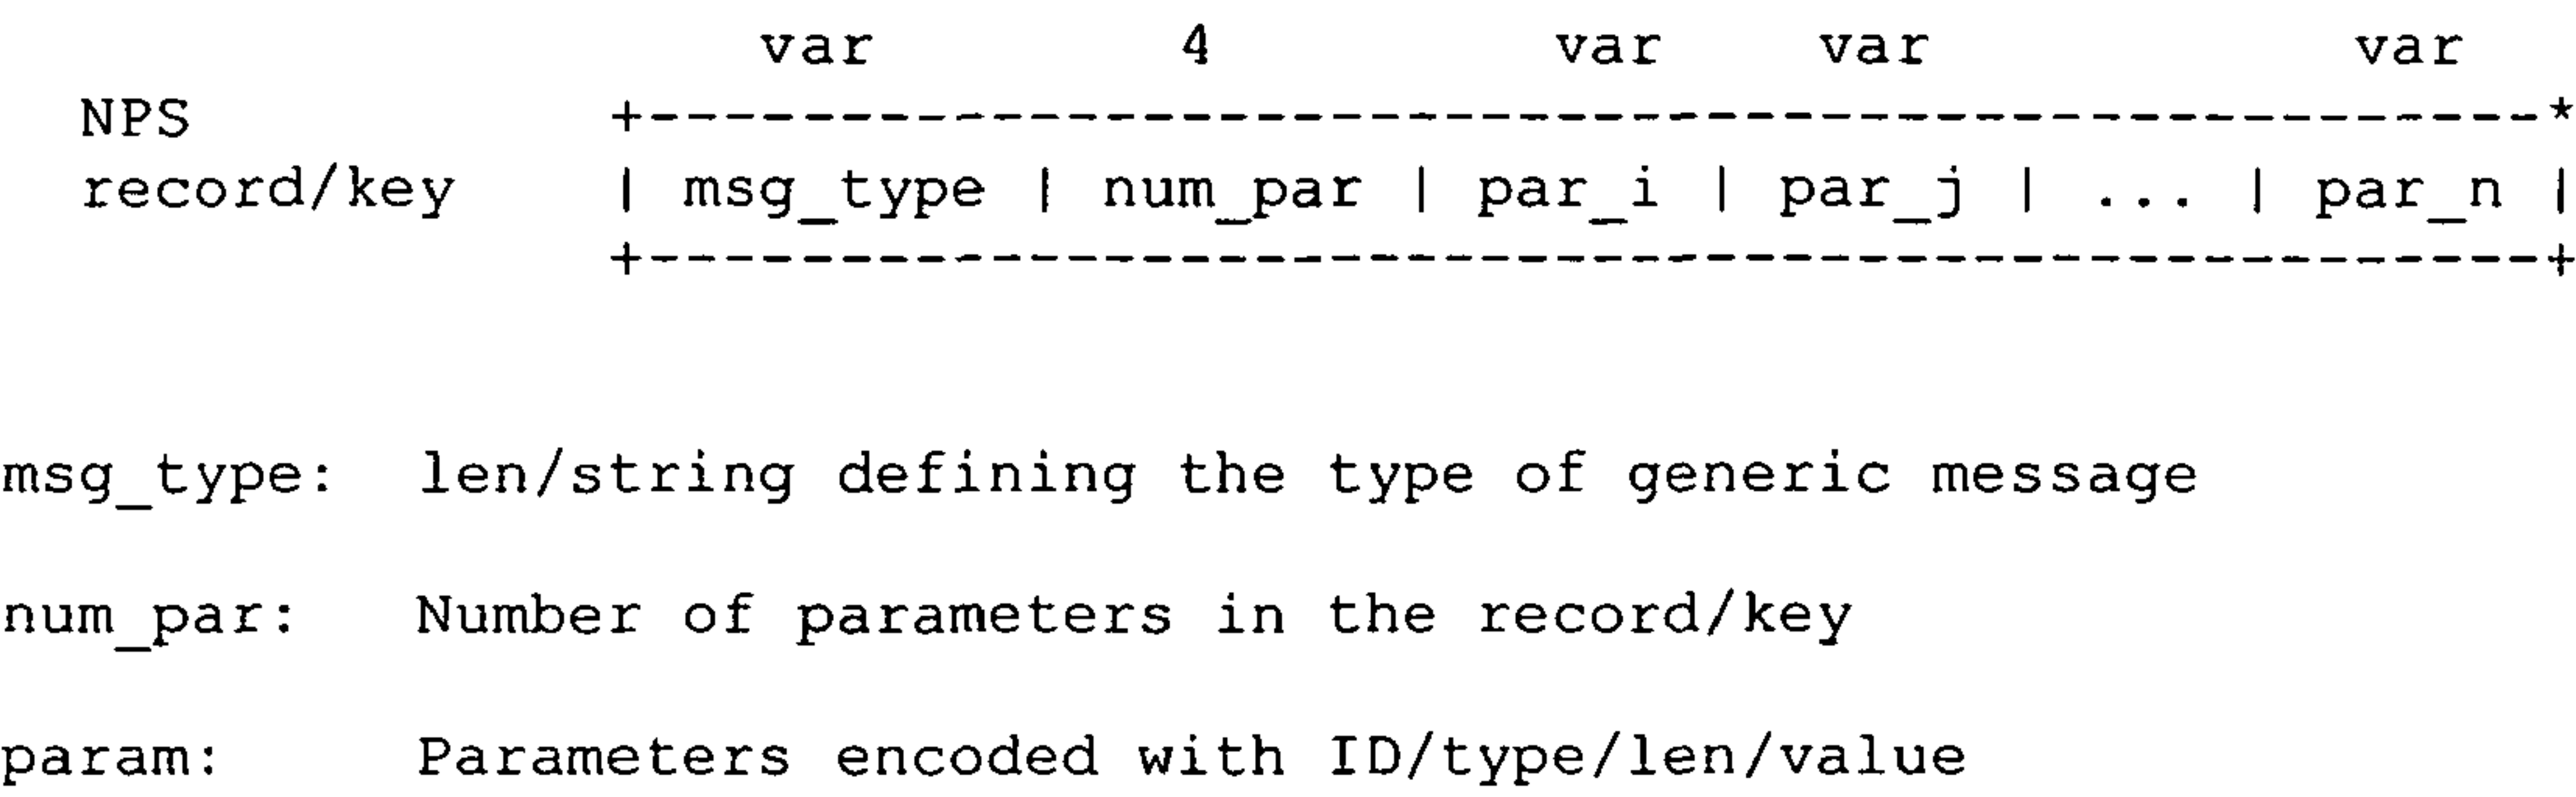 var 4 var var var
NPS +--------------------------------------------*
record/key | msg_type | num_par | par_i | par_j | ... | par_n |
+--------------------------------------------+
msg_type: len/string defining the type of generic message
num_par: Number of parameters in the record/key
param: Parameters encoded with ID/type/len/value